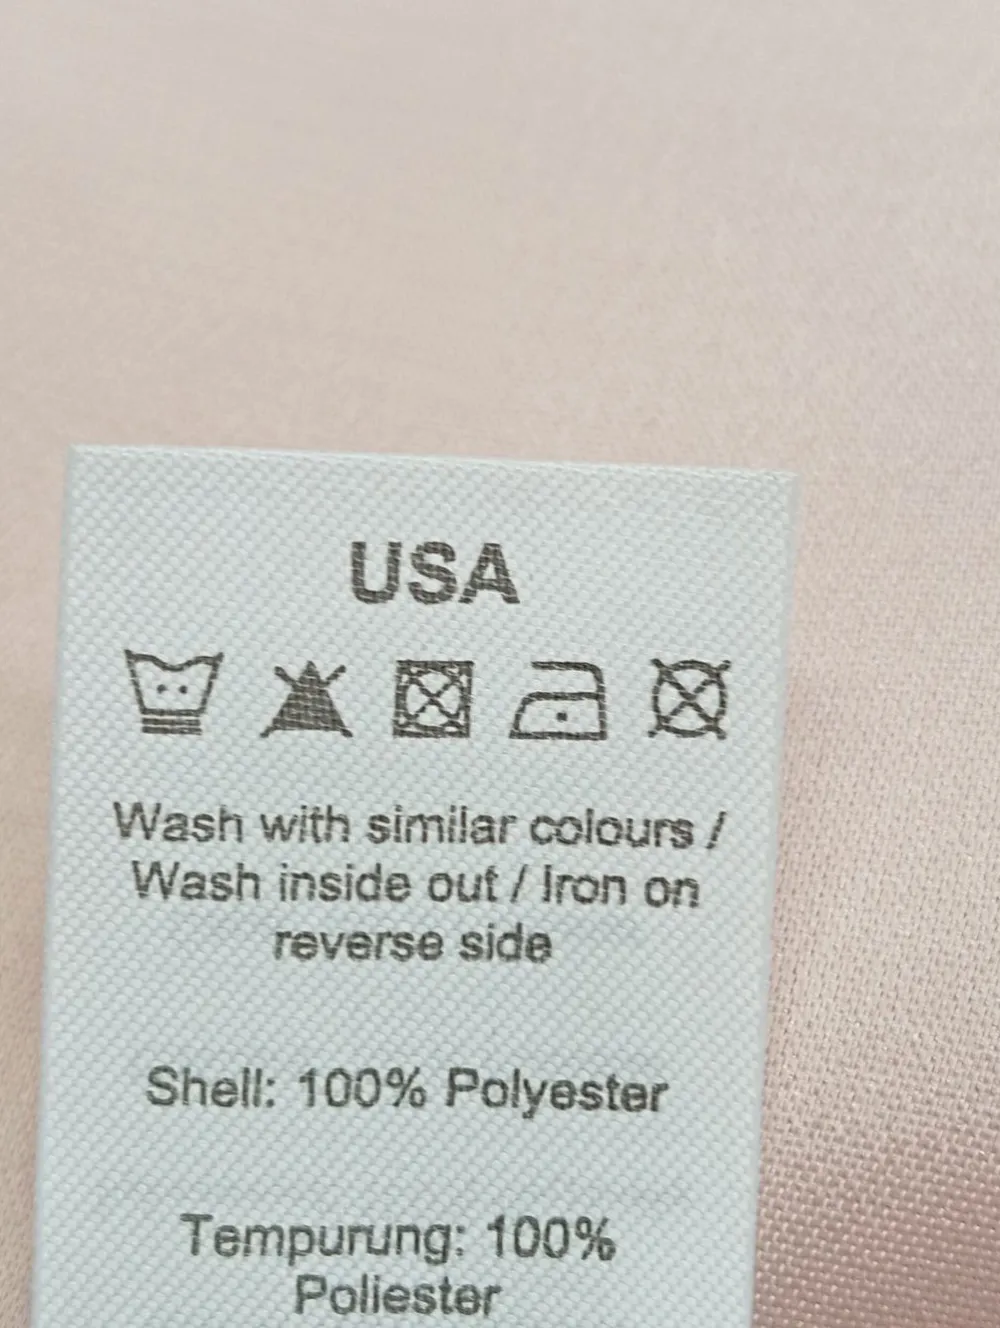 USA
Wash with similar colours /
Wash inside out / Iron on
reverse side
Shell: 100% Polyester
Tempurung: 100%
Poliester